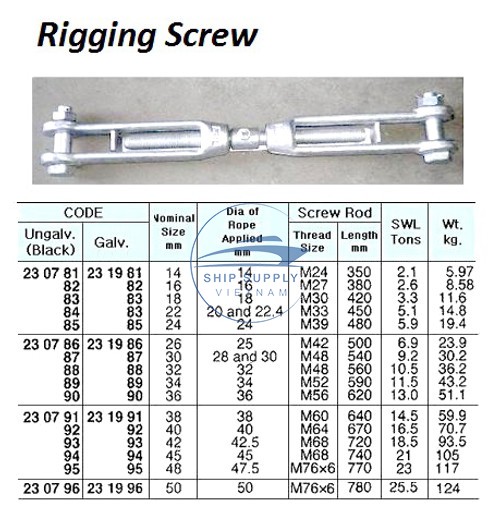 Rigging Screw
CODE Nominal Size mm Dia of Rope Applied mm Screw Rod SWL Tons Wt. kg.
Ungalv. (Black) Galv. Thread Size Length mm
23 07 81 23 19 81 14 14 M24 350 2.1 5.97
82 82 16 16 M27 380 2.6 8.58
83 83 18 18 M30 420 3.3 11.6
84 83 22 20 and 22.4 M33 450 5.1 14.8
85 85 24 24 M39 480 5.9 19.4
23 07 86 23 19 86 26 25 M42 500 6.9 23.9
87 87 30 28 and 30 M48 540 9.2 30.2
88 88 32 32 M48 560 10.5 36.2
89 89 34 34 M52 590 11.5 43.2
90 90 36 36 M56 620 13.0 51.1
23 07 91 23 19 91 38 38 M60 640 14.5 59.9
92 92 40 40 M64 670 16.5 70.7
93 93 42 42.5 M68 720 18.5 93.5
94 94 45 45 M68 740 21 105
95 95 48 47.5 M76×6 770 23 117
23 07 96 23 19 96 50 50 M76×6 780 25.5 124
SHIP SUPPLY
VIETNAM